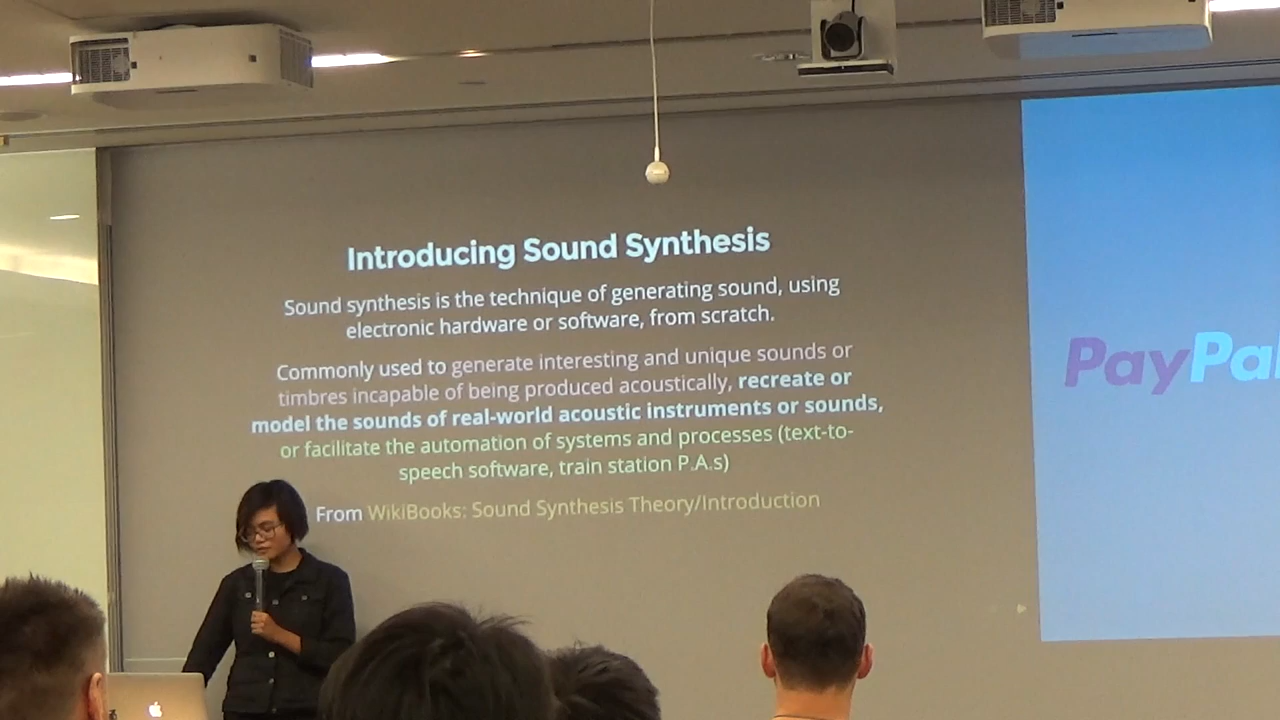 Introducing Sound Synthesis
Sound synthesis is the technique of generating sound, using
electronic hardware or software, from scratch.
Commonly used to generate interesting and unique sounds or
timbres incapable of being produced acoustically, recreate or
model the sounds of real-world acoustic instruments or sounds,
or facilitate the automation of systems and processes (text-to-
speech software, train station P.A.s)
From WikiBooks: Sound Synthesis Theory/Introduction
PayPal